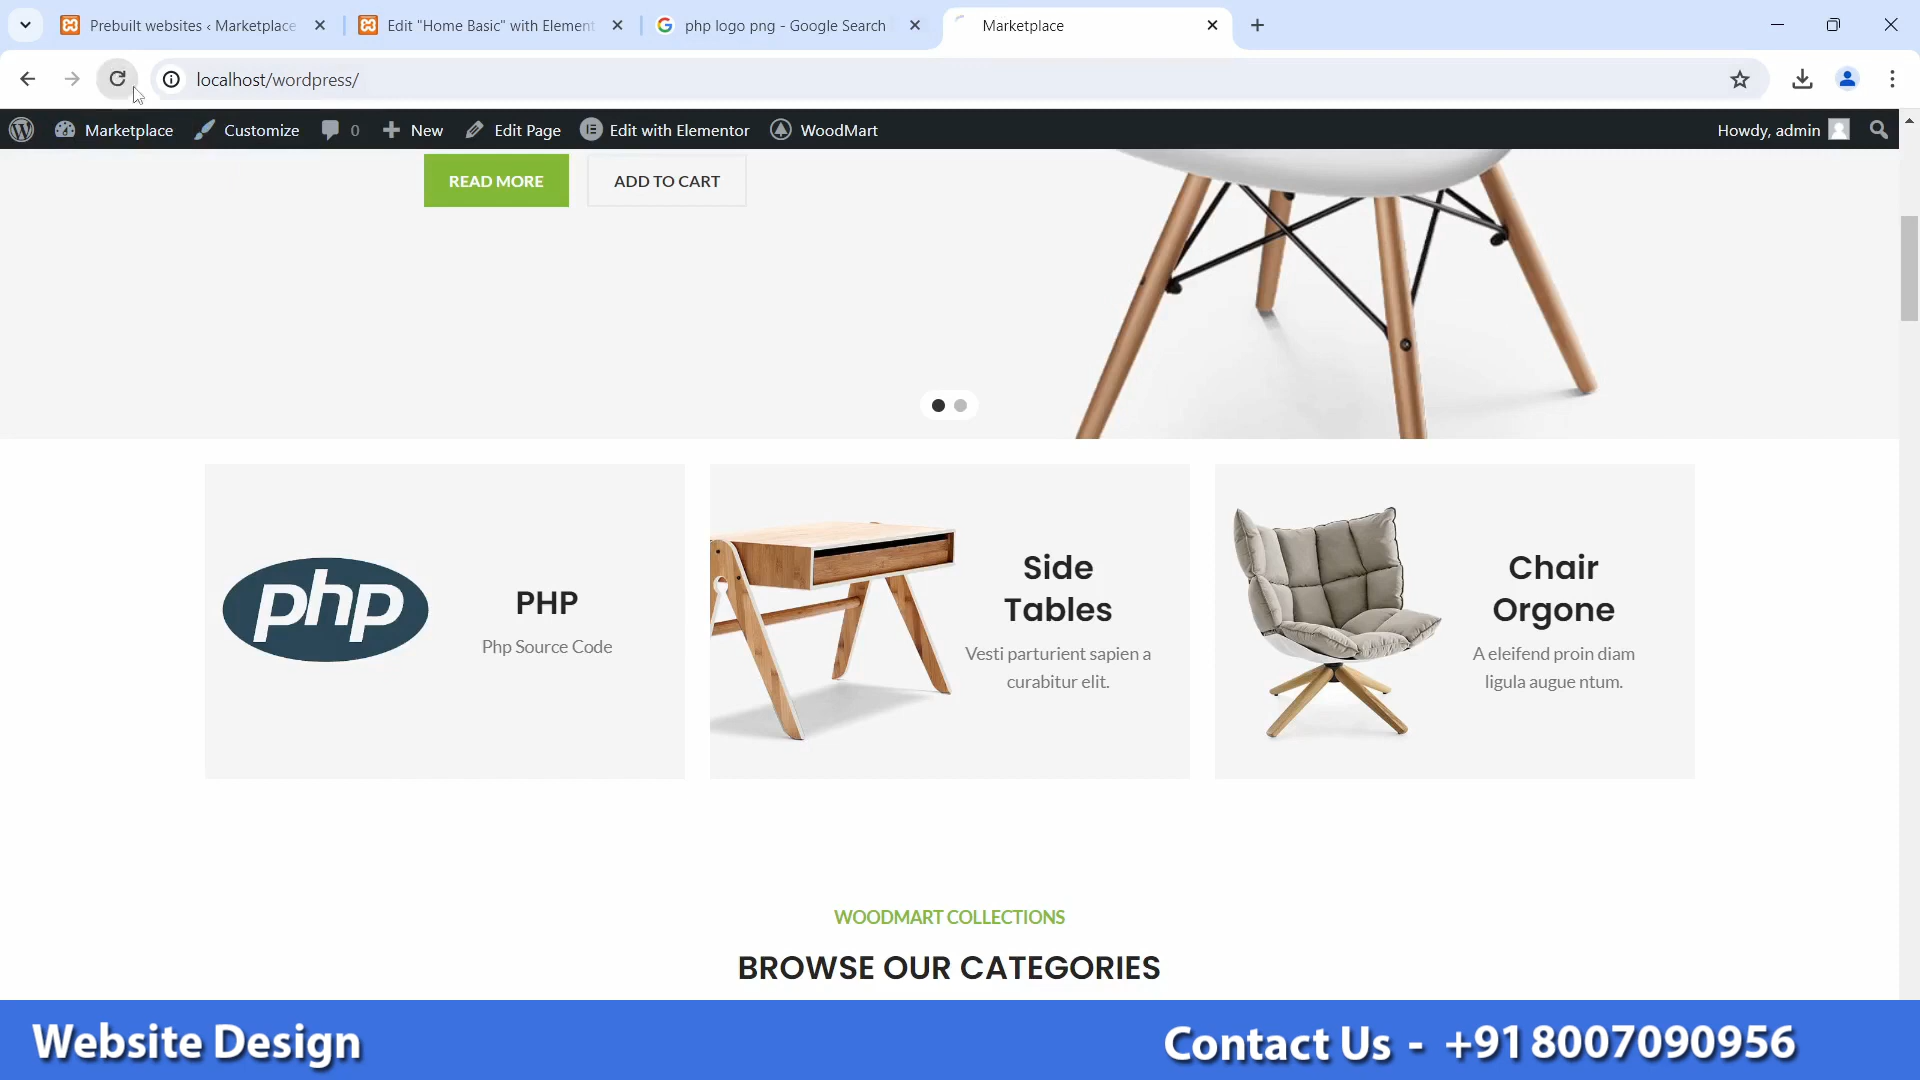 Prebuilt websites ‹ Marketplace
Edit "Home Basic" with Element
php logo png - Google Search
Marketplace
localhost/wordpress/
Marketplace
Customize
0
New
Edit Page
Edit with Elementor
WoodMart
Howdy, admin
READ MORE
ADD TO CART
php
PHP
Php Source Code
Side
Tables
Vesti parturient sapien a
curabitur elit.
Chair
Orgone
A eleifend proin diam
ligula augue ntum.
WOODMART COLLECTIONS
BROWSE OUR CATEGORIES
Website Design
Contact Us - +91 8007090956